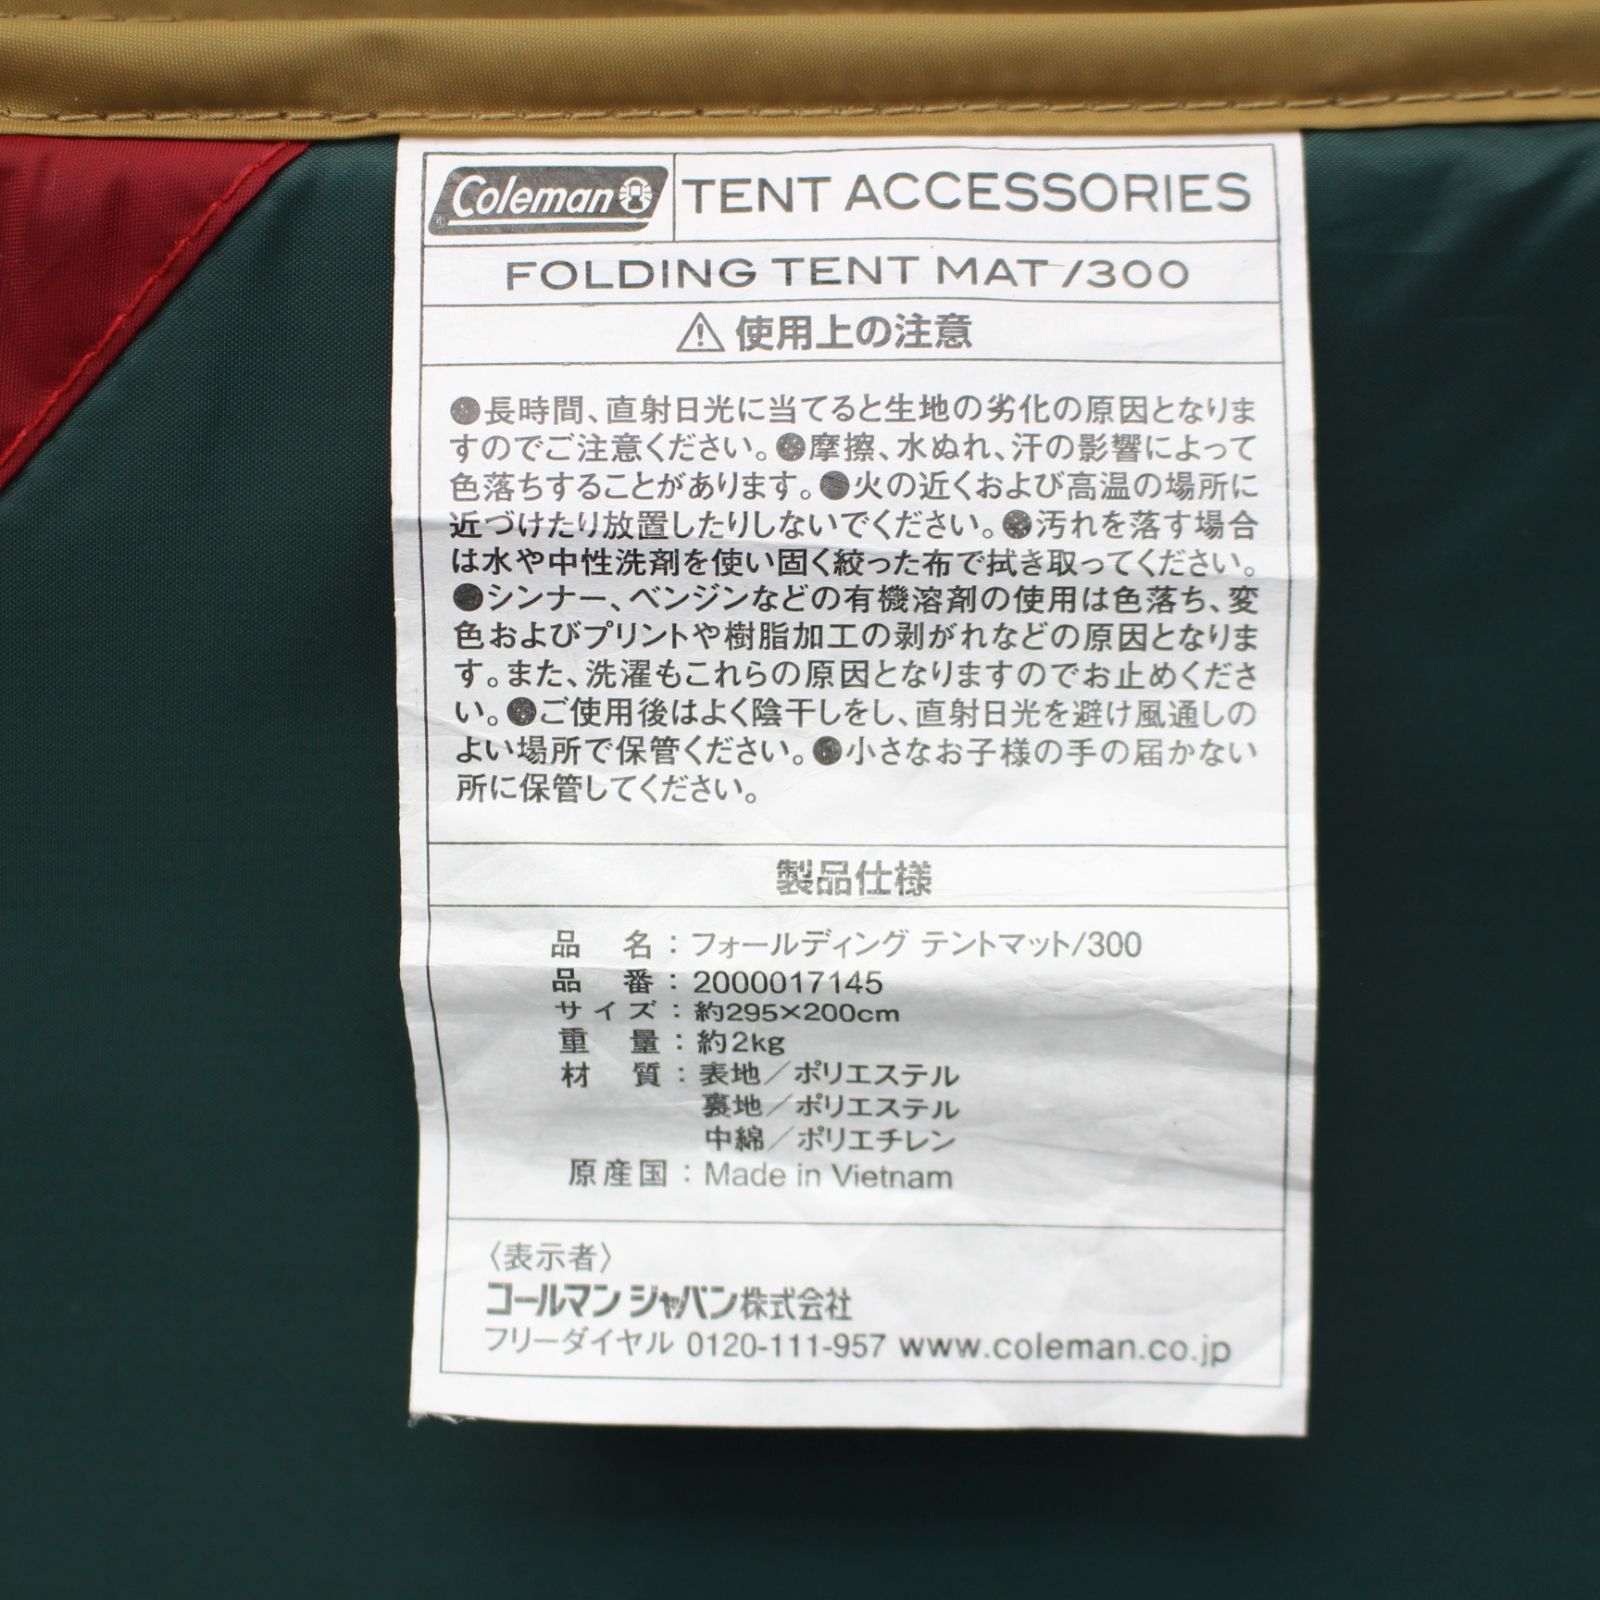 Coleman TENT ACCESSORIES
FOLDING TENT MAT/300
⚠使用上の注意
●長時間、直射日光に当てると生地の劣化の原因となりま
すのでご注意ください。●摩擦、水ぬれ、汗の影響によって
色落ちすることがあります。●火の近くおよび高温の場所に
近づけたり放置したりしないでください。●汚れを落す場合
は水や中性洗剤を使い固く絞った布で拭き取ってください。
●シンナー、ベンジンなどの有機溶剤の使用は色落ち、変
色およびプリントや樹脂加工の剥がれなどの原因となりま
す。また、洗濯もこれらの原因となりますのでお止めくださ
い。●ご使用後はよく陰干しをし、直射日光を避け風通しの
よい場所で保管ください。●小さなお子様の手の届かない
所に保管してください。
製品仕様
品 名：フォールディング テントマット/300
品 番：2000017145
サイズ：約295×200cm
重 量：約2kg
材 質：表地／ポリエステル
裏地／ポリエステル
中綿／ポリエチレン
原産国：Made in Vietnam
〈表示者〉
コールマン ジャパン株式会社
フリーダイヤル 0120-111-957 www.coleman.co.jp